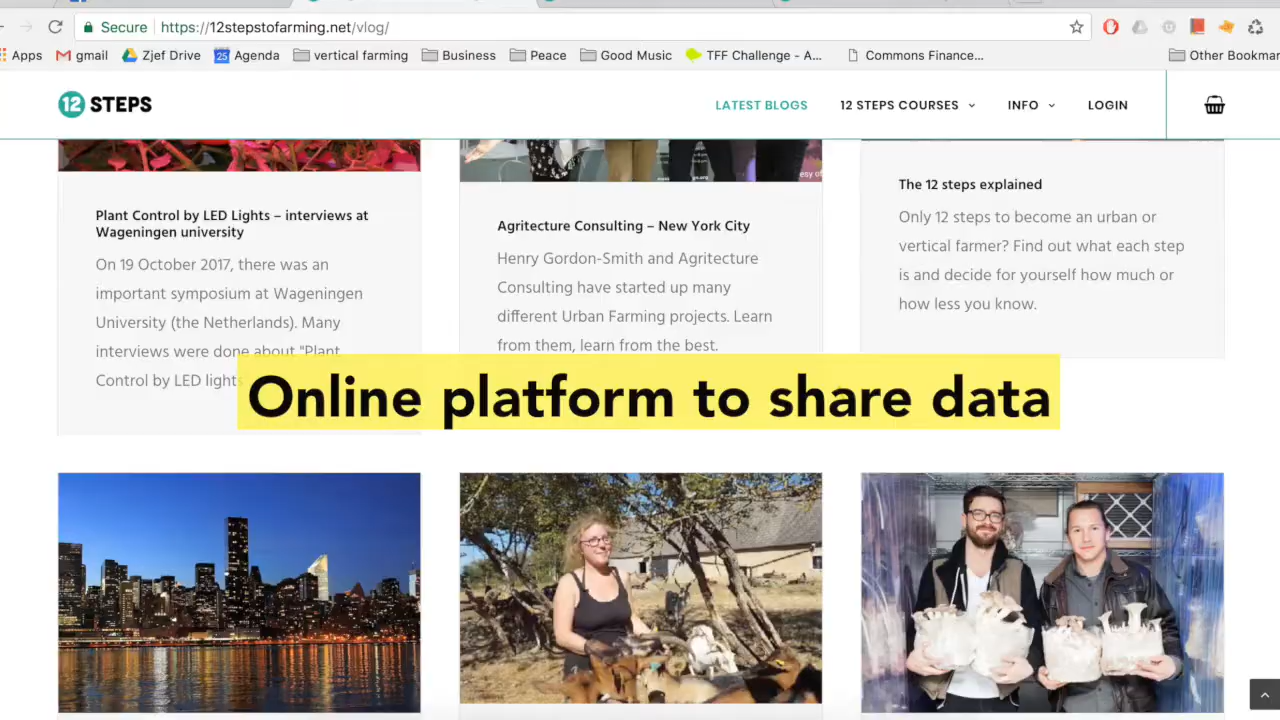 Secure https://12stepstofarming.net/vlog/
Apps gmail Zjef Drive 25 Agenda vertical farming Business Peace Good Music TFF Challenge - A... Commons Finance... Other Bookmar
12 STEPS LATEST BLOGS 12 STEPS COURSES INFO LOGIN
esy of
Plant Control by LED Lights – interviews at
Wageningen university
On 19 October 2017, there was an
important symposium at Wageningen
University (the Netherlands). Many
interviews were done about "Plant
Control by LED lights
Agritecture Consulting – New York City
Henry Gordon-Smith and Agritecture
Consulting have started up many
different Urban Farming projects. Learn
from them, learn from the best.
The 12 steps explained
Only 12 steps to become an urban or
vertical farmer? Find out what each step
is and decide for yourself how much or
how less you know.
Online platform to share data